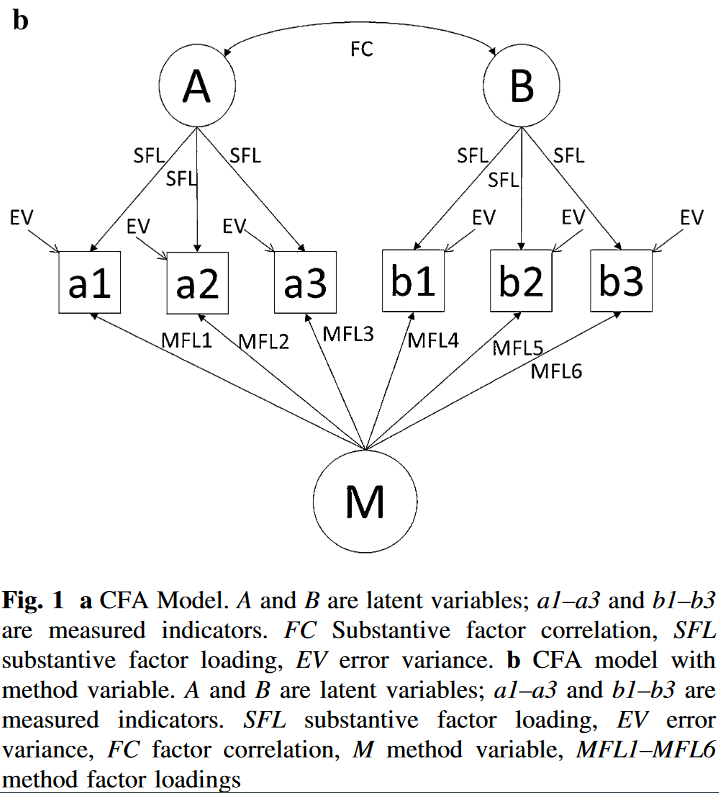 b
FC
A
B
SFL
SFL
SFL
SFL
SFL
SFL
EV
EV
EV
EV
EV
EV
a1
a2
a3
b1
b2
b3
MFL1
MFL2
MFL3
MFL4
MFL5
MFL6
M
Fig. 1 a CFA Model. A and B are latent variables; a1–a3 and b1–b3
are measured indicators. FC Substantive factor correlation, SFL
substantive factor loading, EV error variance. b CFA model with
method variable. A and B are latent variables; a1–a3 and b1–b3 are
measured indicators. SFL substantive factor loading, EV error
variance, FC factor correlation, M method variable, MFL1–MFL6
method factor loadings